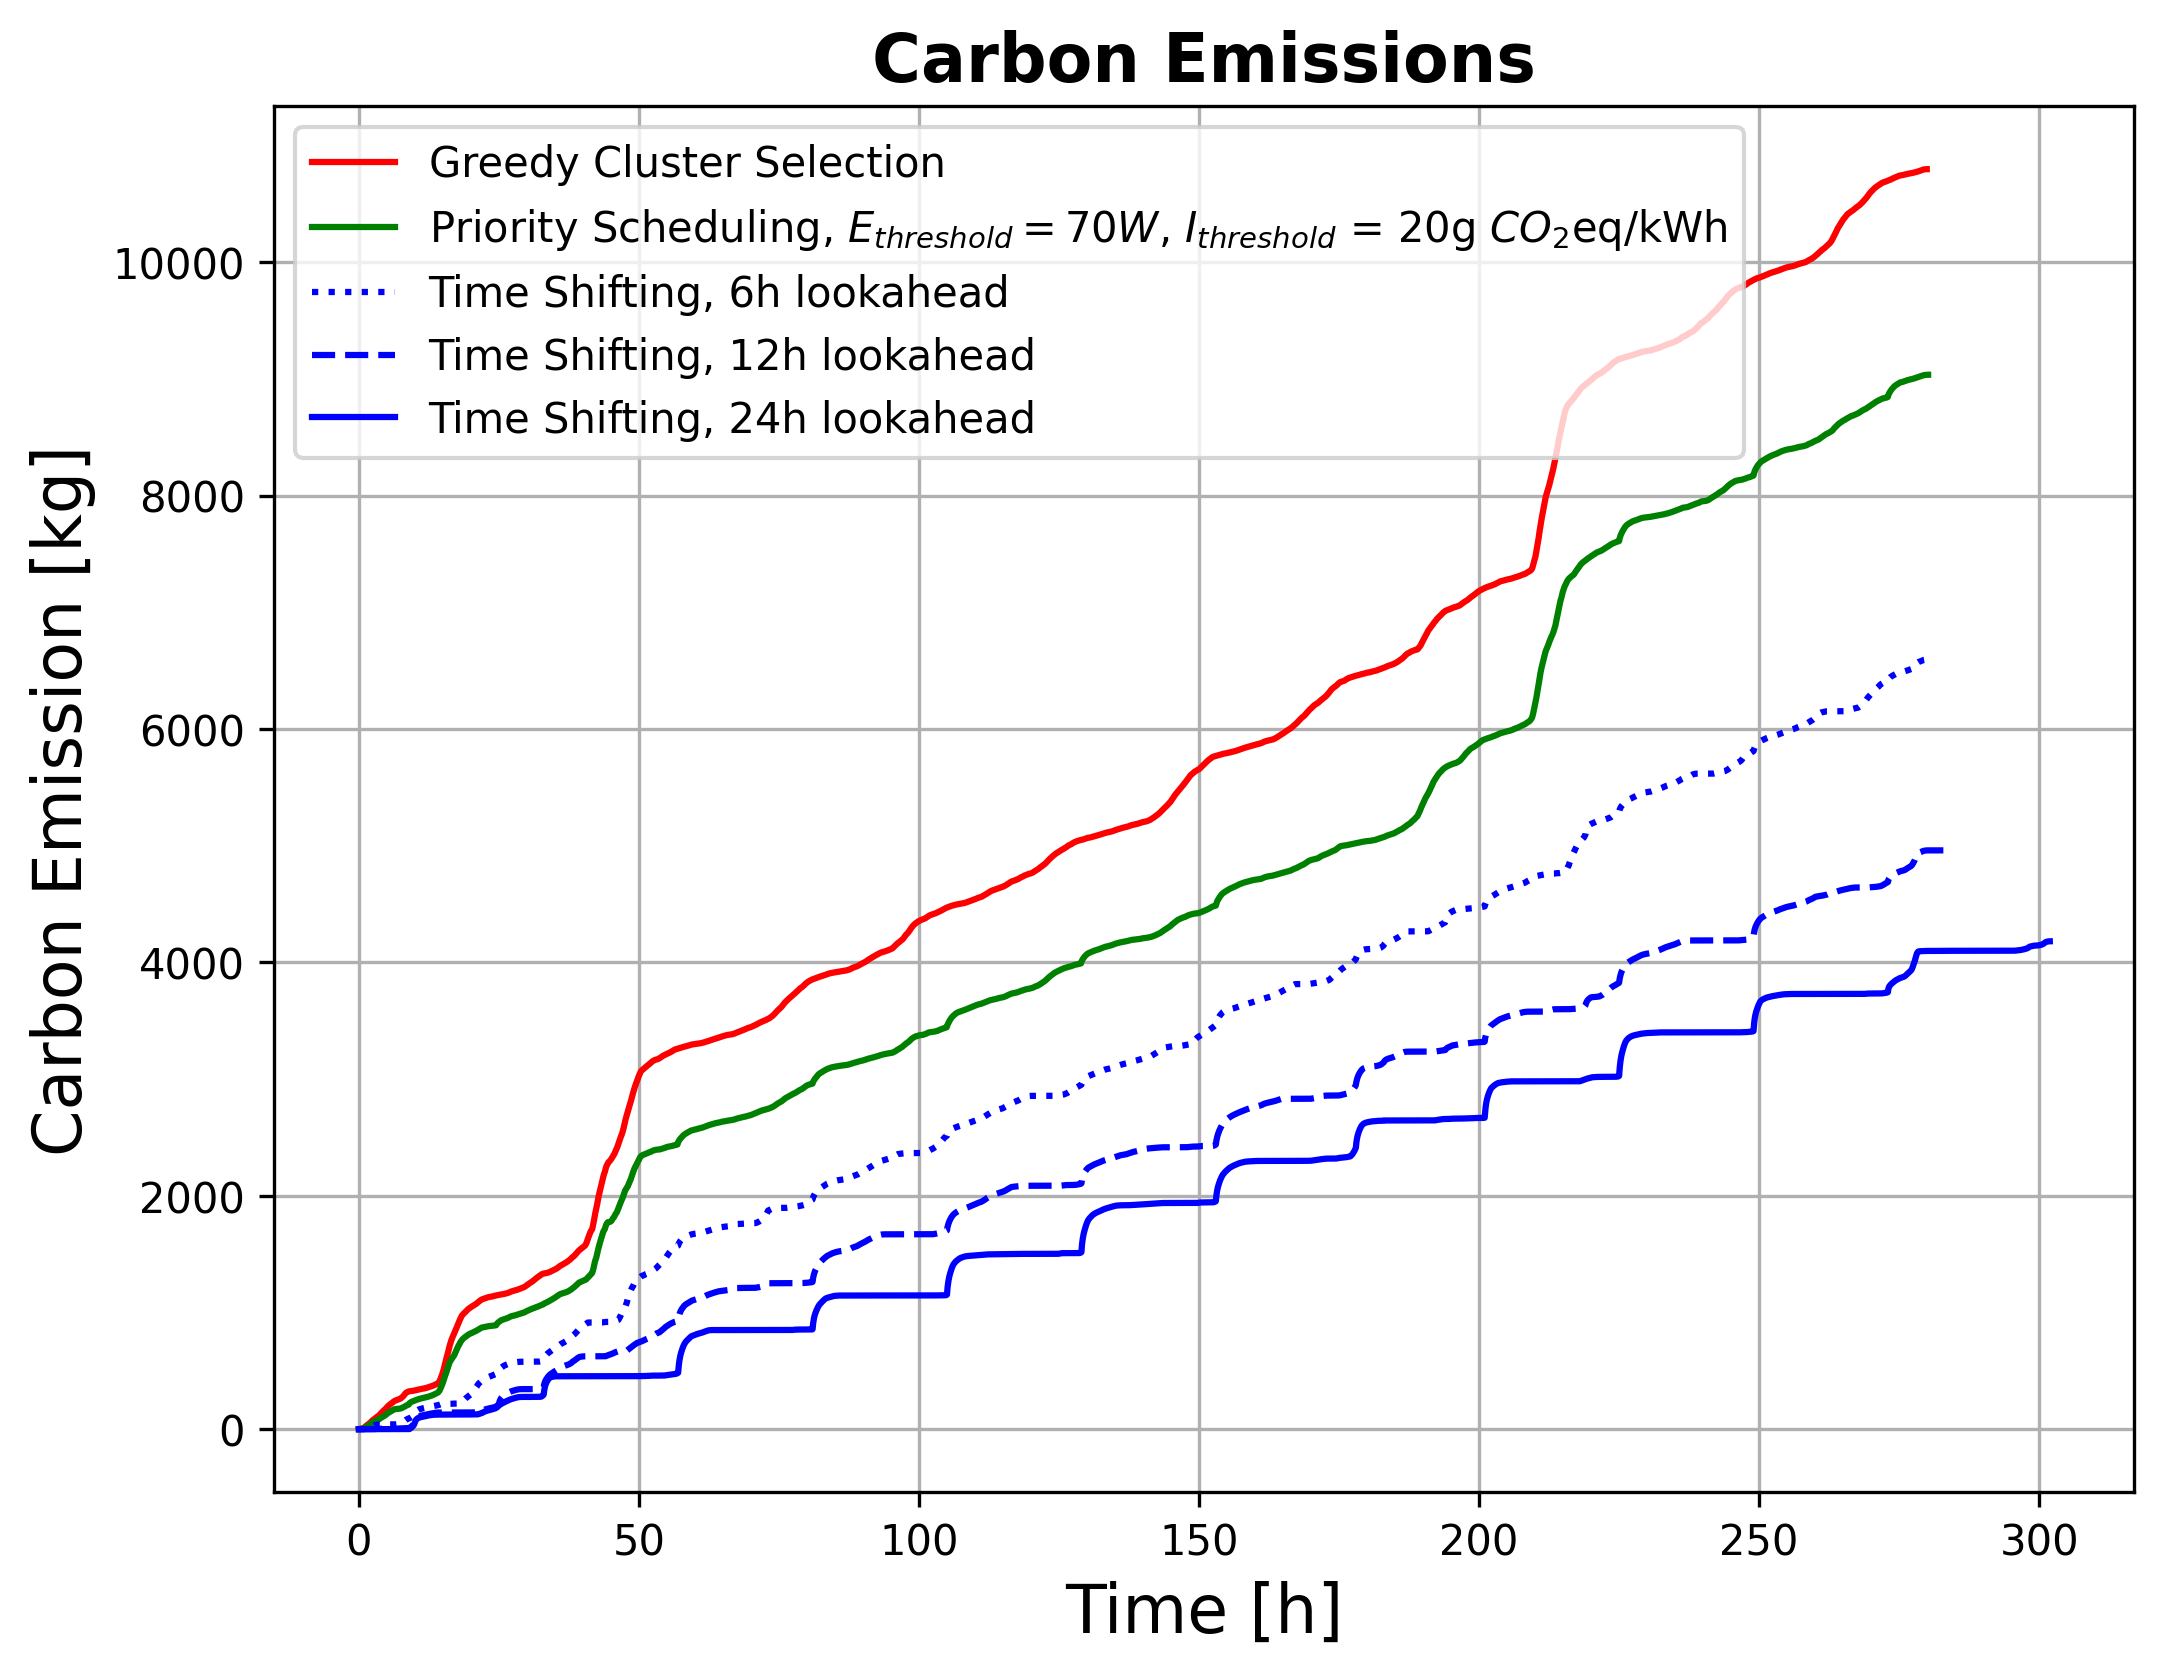 Carbon Emissions
Greedy Cluster Selection
Priority Scheduling, E_threshold = 70W, I_threshold = 20g CO₂eq/kWh
Time Shifting, 6h lookahead
Time Shifting, 12h lookahead
Time Shifting, 24h lookahead
Carbon Emission [kg]
10000
8000
6000
4000
2000
0
0 50 100 150 200 250 300
Time [h]